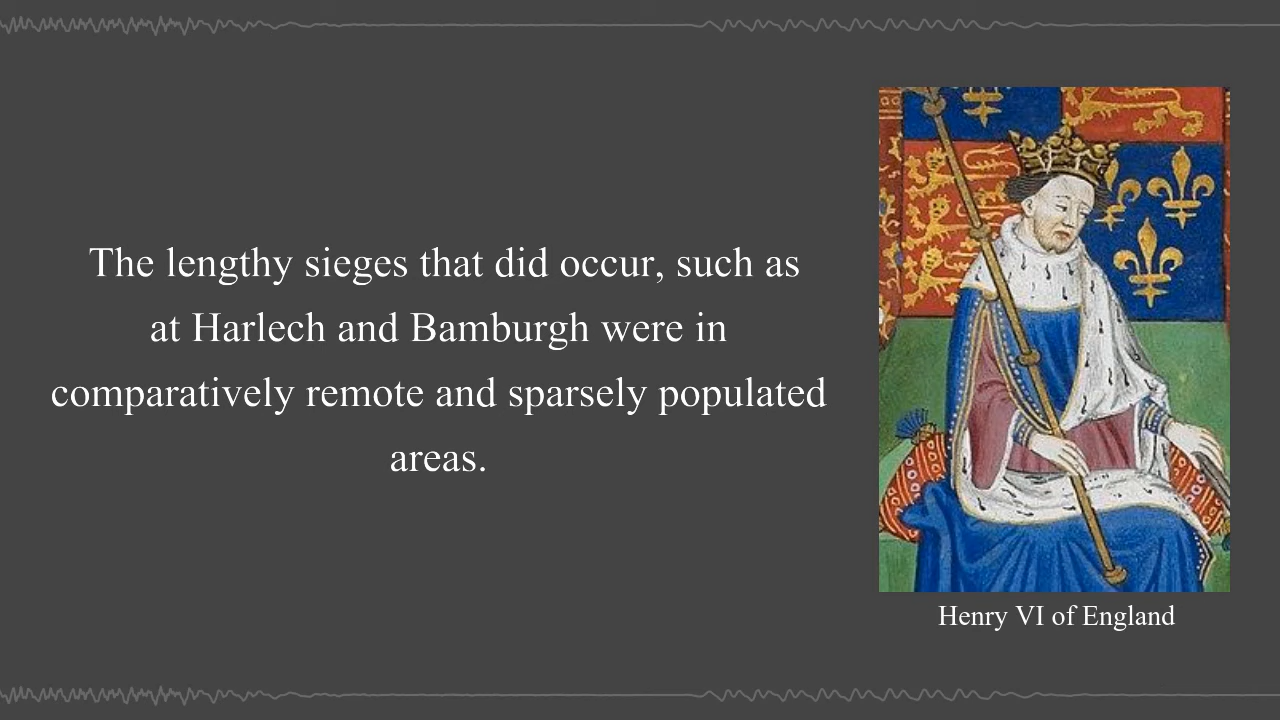 The lengthy sieges that did occur, such as
at Harlech and Bamburgh were in
comparatively remote and sparsely populated
areas.
Henry VI of England